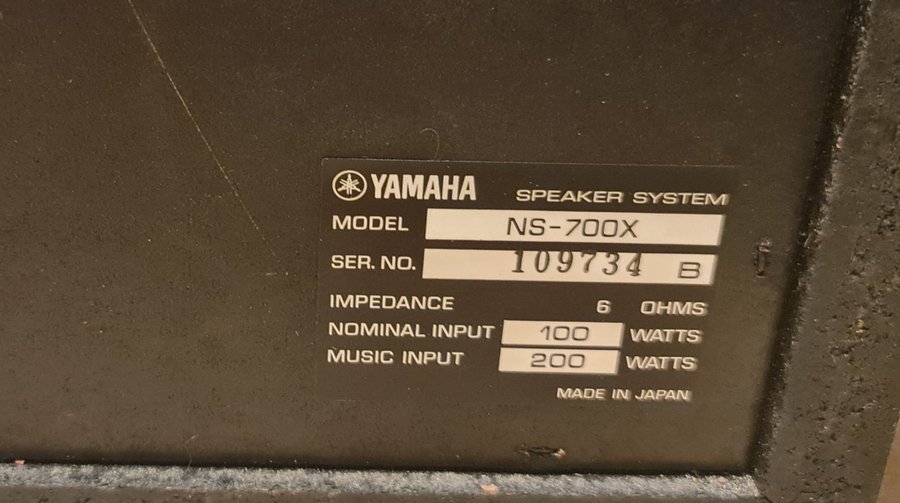 YAMAHA SPEAKER SYSTEM
MODEL NS-700X
SER. NO. 109734 B
IMPEDANCE 6 OHMS
NOMINAL INPUT 100 WATTS
MUSIC INPUT 200 WATTS
MADE IN JAPAN